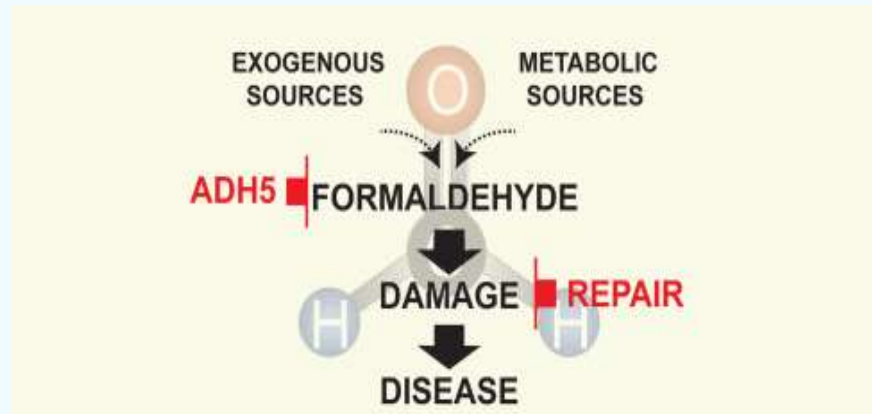 EXOGENOUS
SOURCES
METABOLIC
SOURCES
O
ADH5
FORMALDEHYDE
DAMAGE
REPAIR
H
H
DISEASE